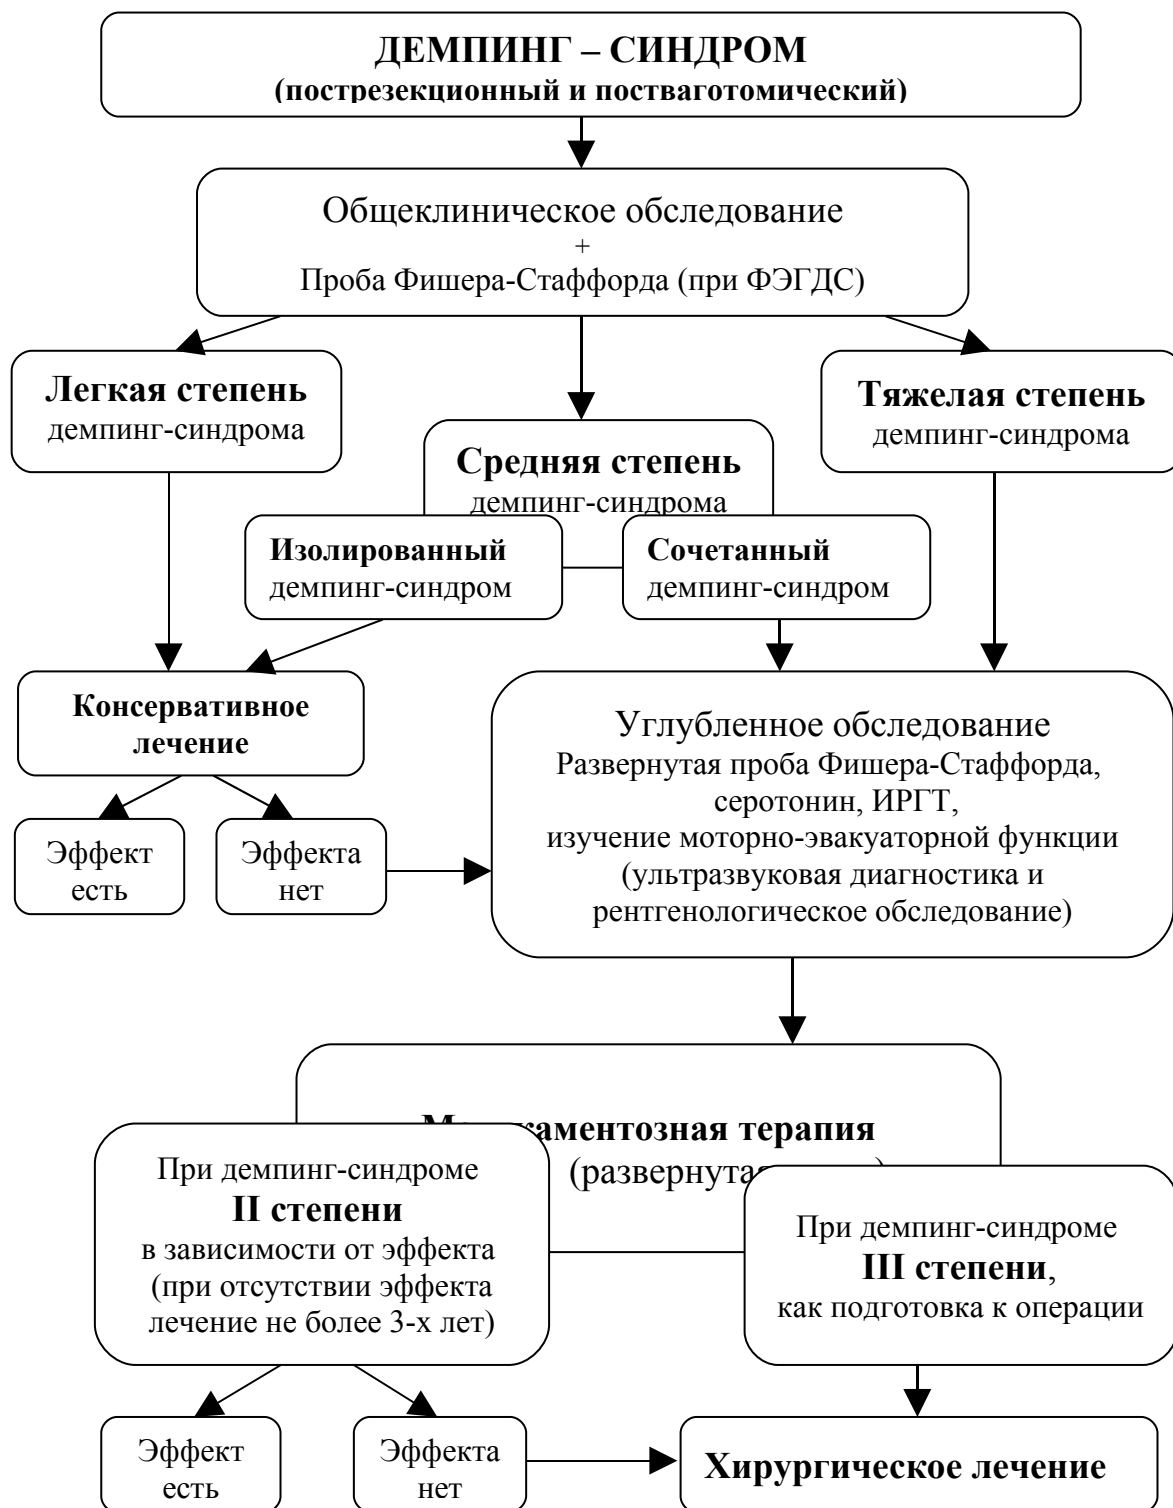 ДЕМПИНГ – СИНДРОМ
(пострезекционный и постваготомический)
Общеклиническое обследование
+
Проба Фишера-Стаффорда (при ФЭГДС)
Легкая степень
демпинг-синдрома
Тяжелая степень
демпинг-синдрома
Средняя степень
демпинг-синдрома
Изолированный
демпинг-синдром
Сочетанный
демпинг-синдром
Консервативное
лечение
Эффект
есть
Эффекта
нет
Углубленное обследование
Развернутая проба Фишера-Стаффорда,
серотонин, ИРГТ,
изучение моторно-эвакуаторной функции
(ультразвуковая диагностика и
рентгенологическое обследование)
терапия
При демпинг-синдроме
II степени
в зависимости от эффекта
(при отсутствии эффекта
лечение не более 3-х лет)
При демпинг-синдроме
III степени,
как подготовка к операции
Эффект
есть
Эффекта
нет
Хирургическое лечение